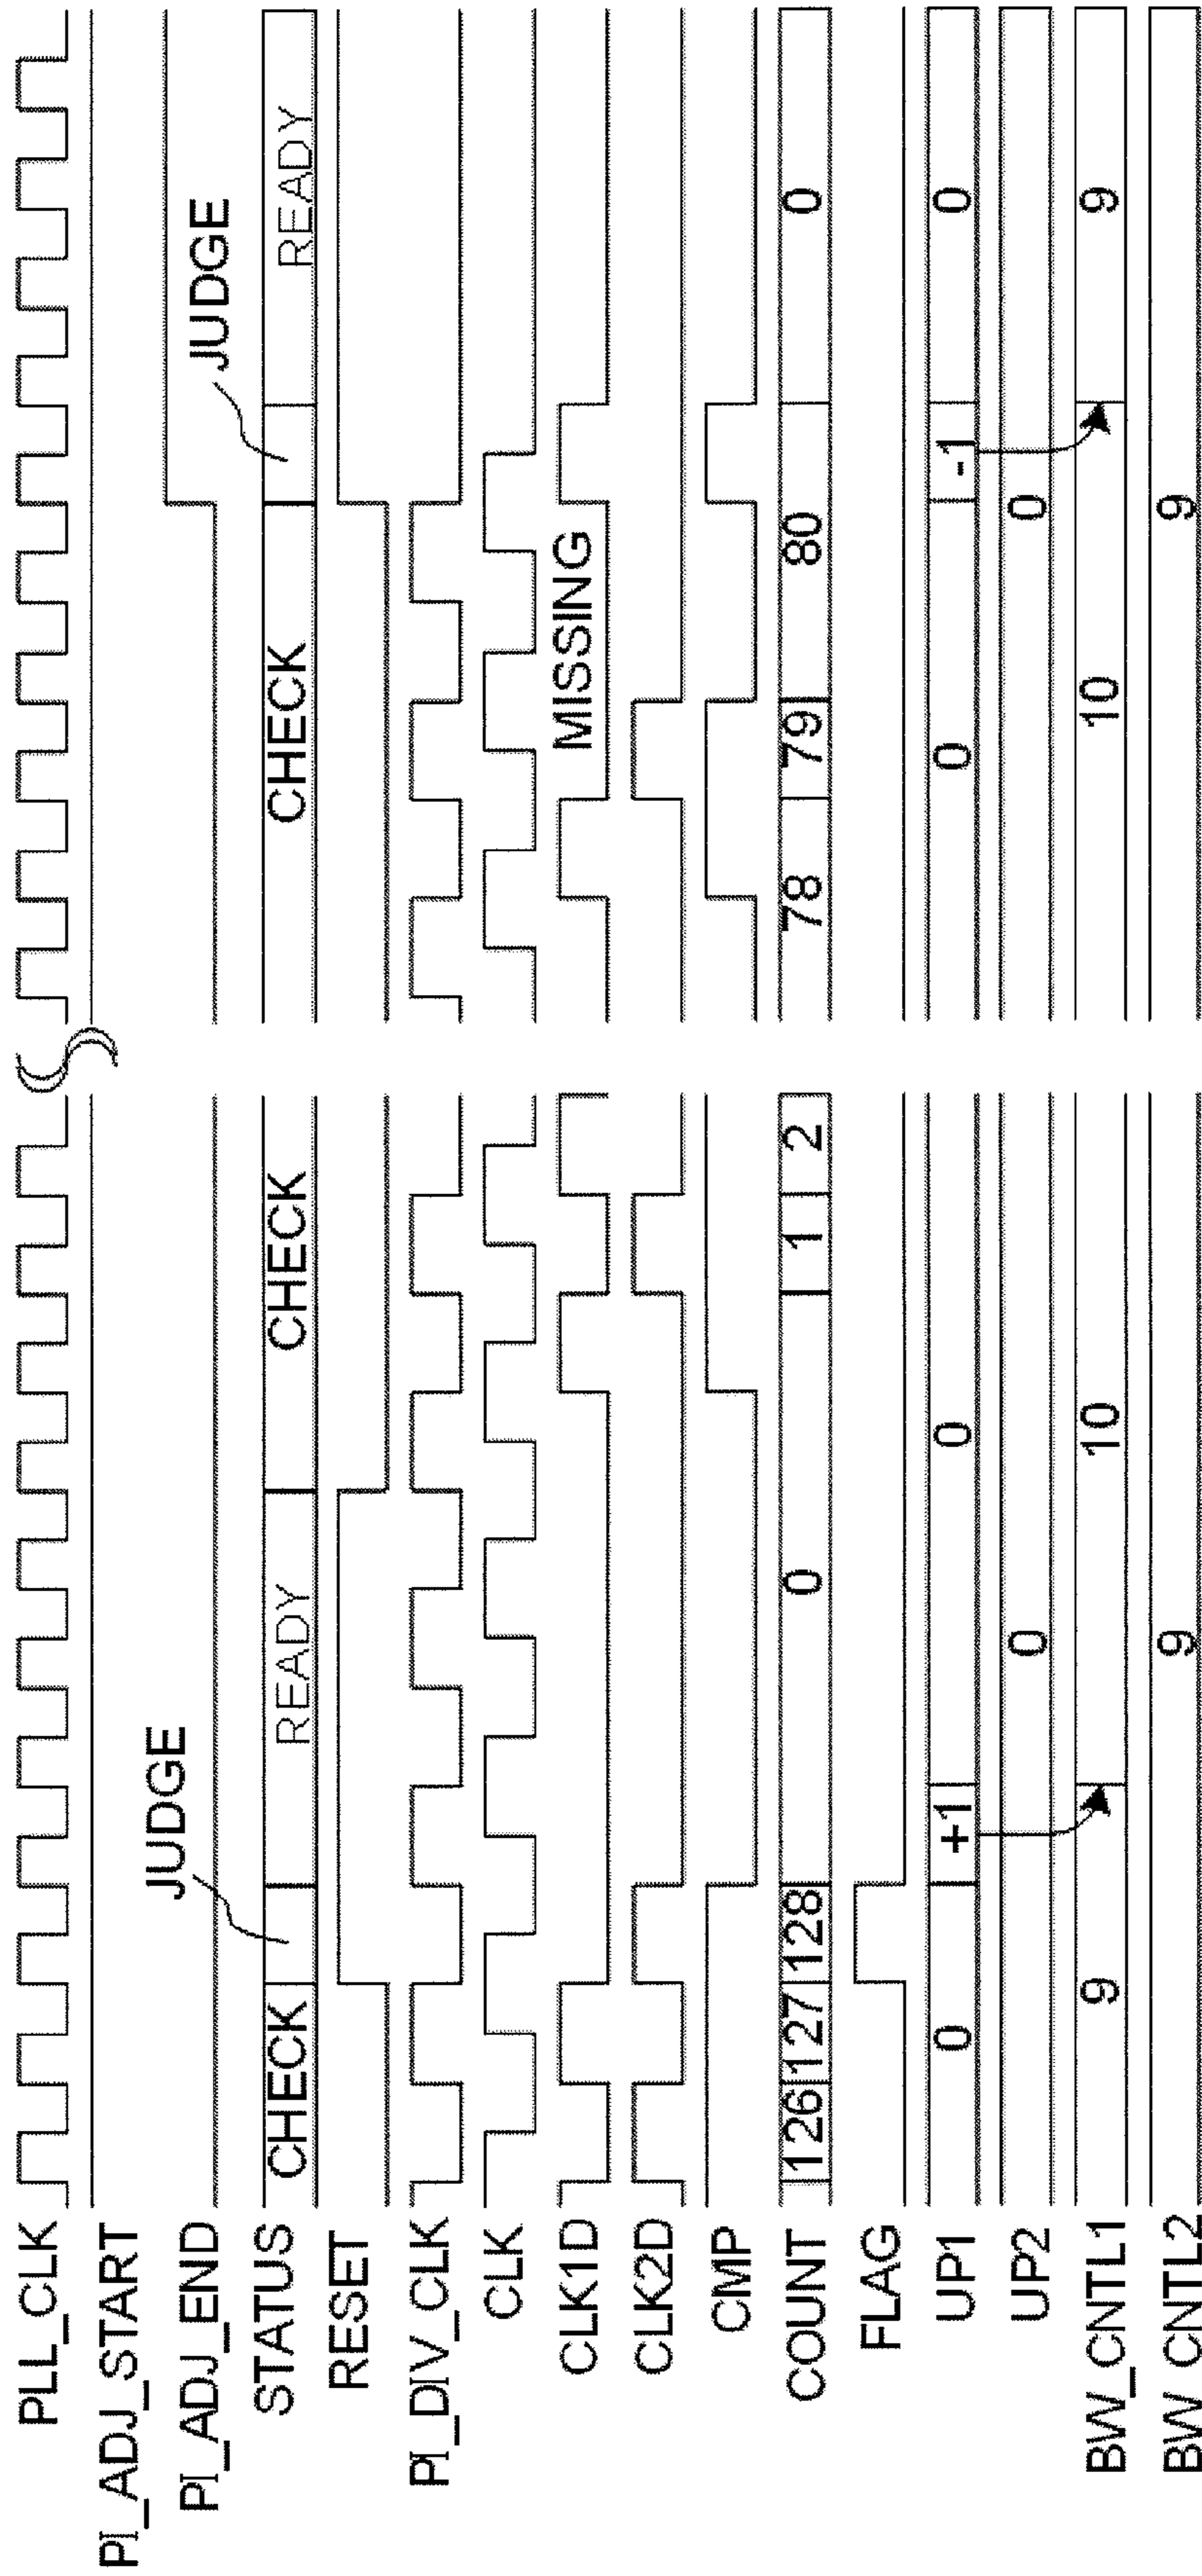 PLL_CLK
PI_ADJ_START
PI_ADJ_END
JUDGE JUDGE
STATUS CHECK READY CHECK CHECK READY
RESET
PI_DIV_CLK
CLK
CLK1D MISSING
CLK2D
CMP
COUNT 126 127 128 0 1 2 78 79 80 0
FLAG
UP1 0 +1 0 0 -1 0
UP2 0 0
BW_CNTL1 9 10 10 9
BW_CNTL2 9 9